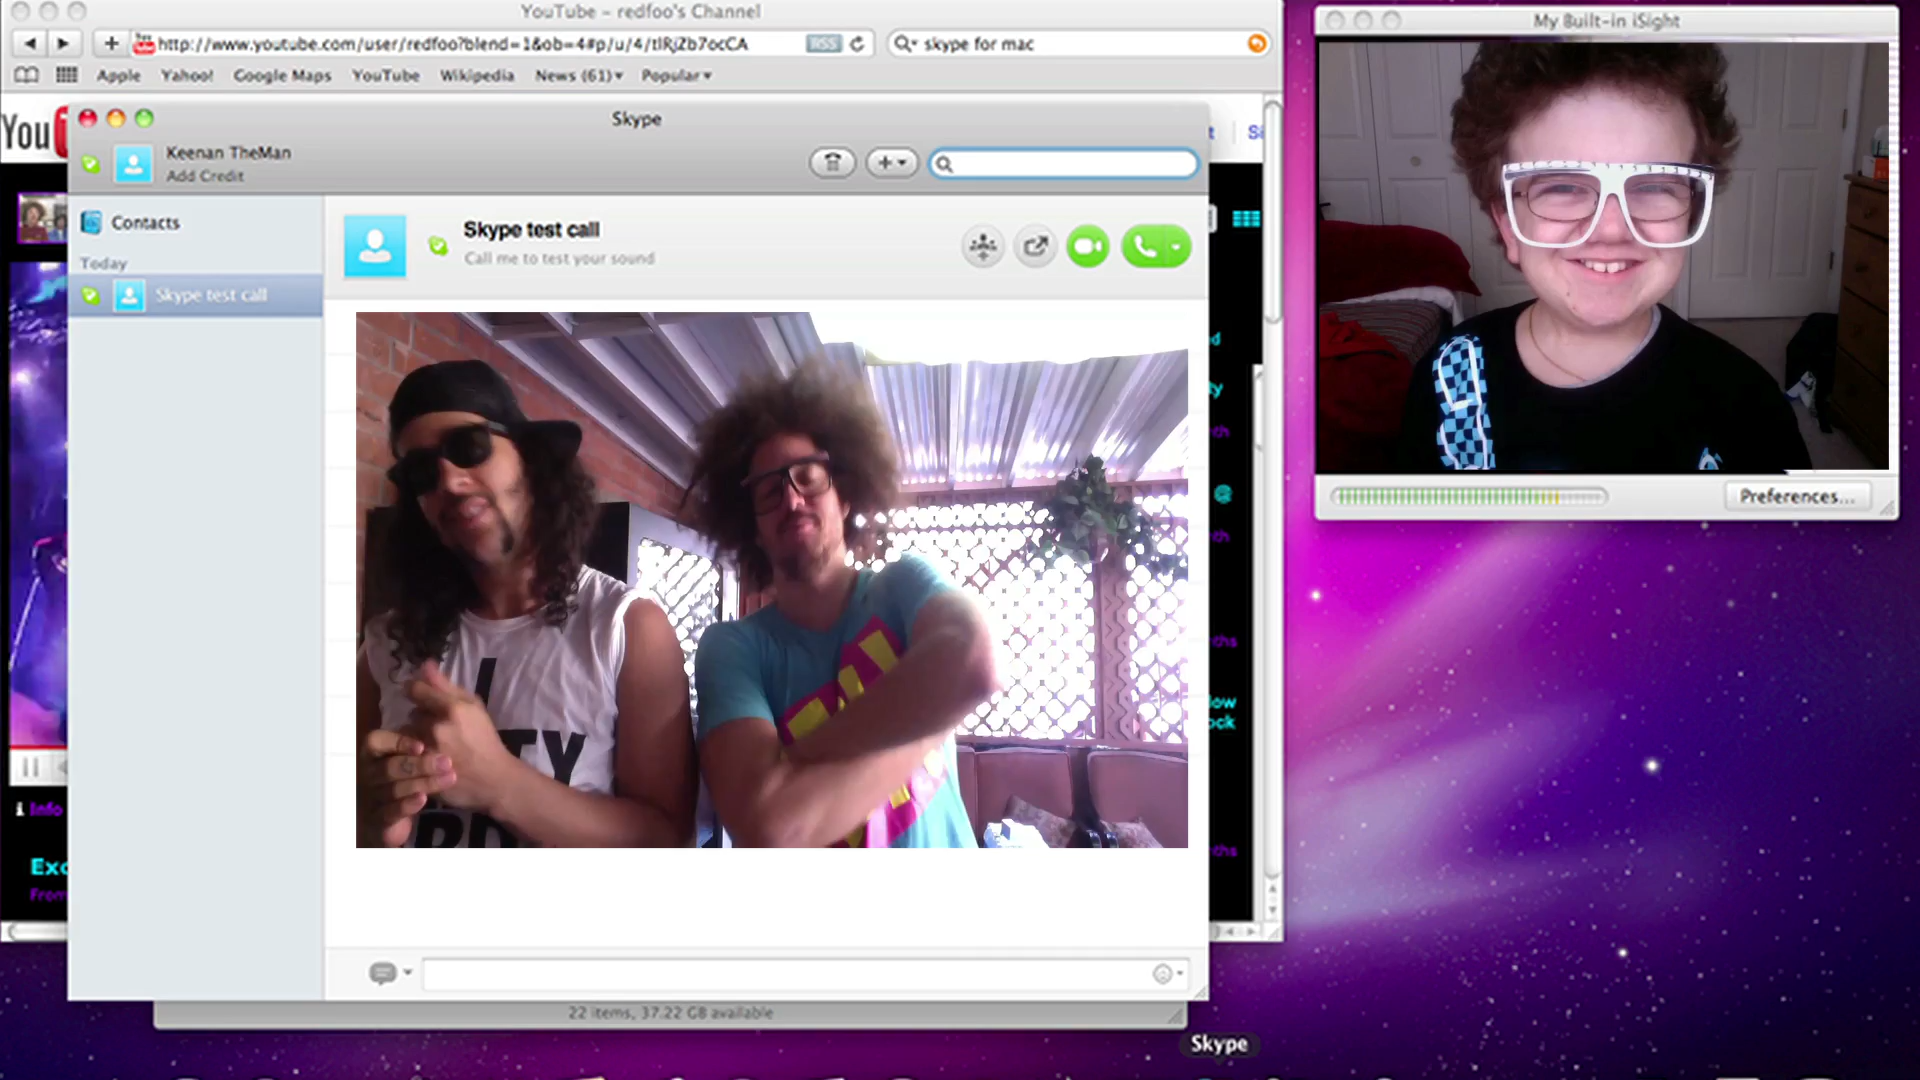 YouTube – redfoo's Channel
http://www.youtube.com/user/redfoo?blend=1&ob=4#p/u/4/tlRjZb7ocCA
RSS
skype for mac
Apple Yahoo! Google Maps YouTube Wikipedia News (61) Popular
You
Skype
Keenan TheMan
Add Credit
Contacts
Today
Skype test call
Skype test call
Call me to test your sound
Info
22 items, 37.22 GB available
Skype
My Built-in iSight
Preferences...